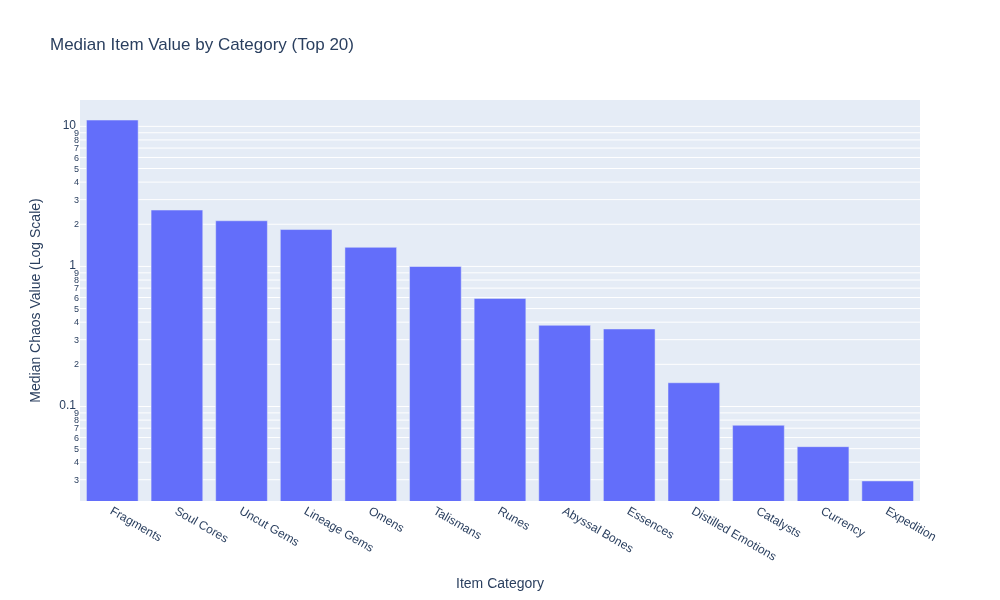 Median Item Value by Category (Top 20)
Median Chaos Value (Log Scale)
10
9
8
7
6
5
4
3
2
1
9
8
7
6
5
4
3
2
0.1
9
8
7
6
5
4
3
Fragments
Soul Cores
Uncut Gems
Lineage Gems
Omens
Talismans
Runes
Abyssal Bones
Essences
Distilled Emotions
Catalysts
Currency
Expedition
Item Category